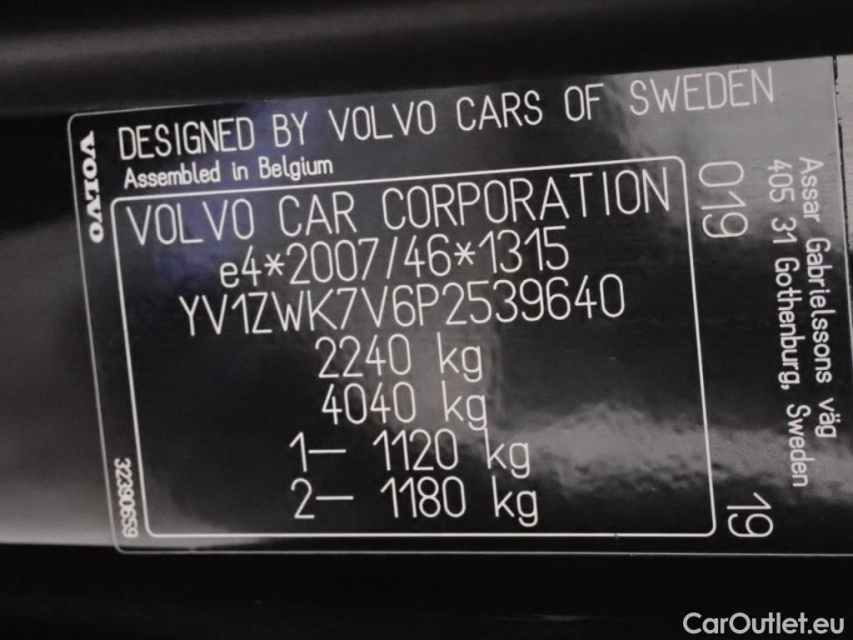 VOLVO
DESIGNED BY VOLVO CARS OF SWEDEN
Assembled in Belgium
VOLVO CAR CORPORATION
e4*2007/46*1315
YV1ZWK7V6P2539640
2240 kg
4040 kg
1– 1120 kg
2– 1180 kg
019
19
Assar Gabrielssons väg
405 31 Gothenburg, Sweden
32390659
CarOutlet.eu